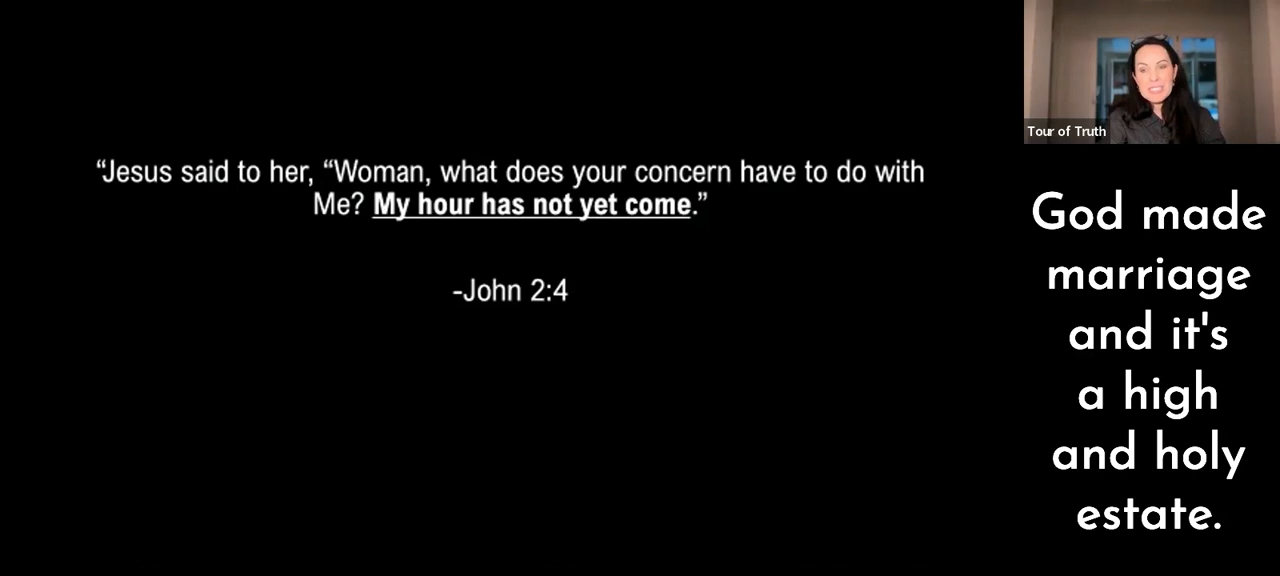 “Jesus said to her, “Woman, what does your concern have to do with
Me? My hour has not yet come.”
-John 2:4
Tour of Truth
God made
marriage
and it's
a high
and holy
estate.